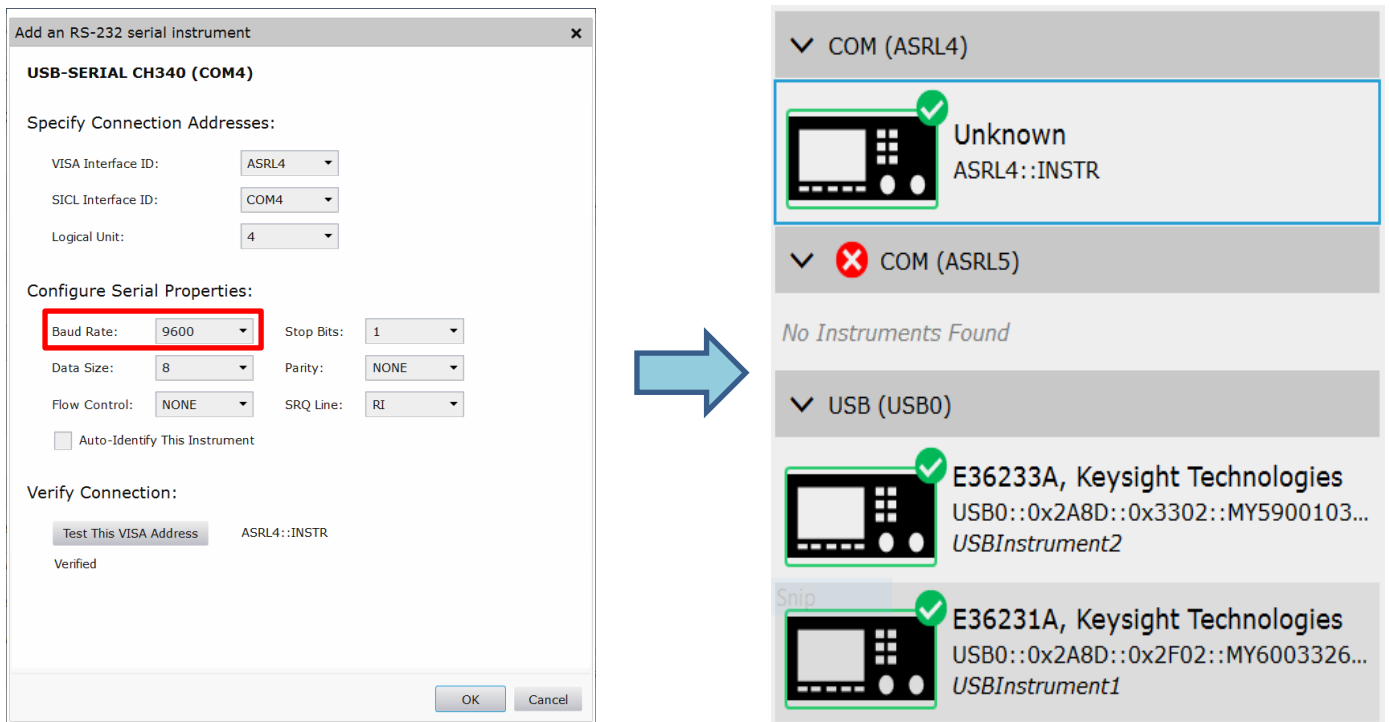 Add an RS-232 serial instrument
USB-SERIAL CH340 (COM4)
Specify Connection Addresses:
VISA Interface ID: ASRL4
SICL Interface ID: COM4
Logical Unit: 4
Configure Serial Properties:
Baud Rate: 9600 Stop Bits: 1
Data Size: 8 Parity: NONE
Flow Control: NONE SRQ Line: RI
Auto-Identify This Instrument
Verify Connection:
Test This VISA Address ASRL4::INSTR
Verified
OK Cancel
COM (ASRL4)
Unknown
ASRL4::INSTR
COM (ASRL5)
No Instruments Found
USB (USB0)
E36233A, Keysight Technologies
USB0::0x2A8D::0x3302::MY5900103...
USBInstrument2
Snip
E36231A, Keysight Technologies
USB0::0x2A8D::0x2F02::MY6003326...
USBInstrument1